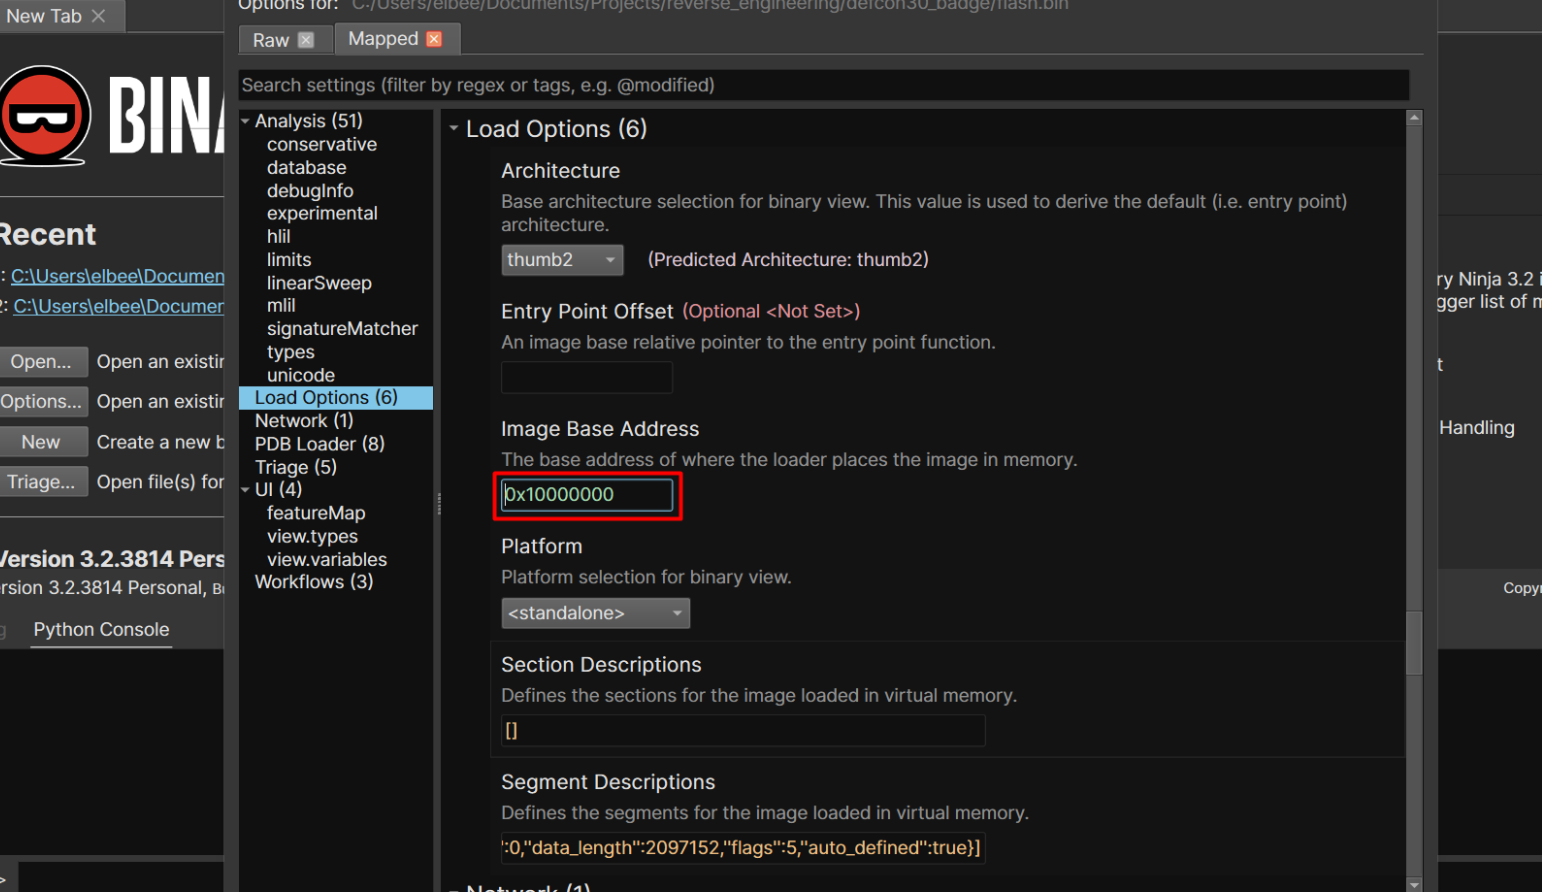 Options for: C:/Users/elbee/Documents/Projects/reverse_engineering/defcon30_badge/flash.bin
New Tab
Raw
Mapped
Search settings (filter by regex or tags, e.g. @modified)
BINA
Recent
: C:\Users\elbee\Documen
2: C:\Users\elbee\Documer
Open... Open an existin
Options... Open an existin
New Create a new b
Triage... Open file(s) for
Version 3.2.3814 Pers
ersion 3.2.3814 Personal, Bu
g Python Console
>
Analysis (51)
conservative
database
debugInfo
experimental
hlil
limits
linearSweep
mlil
signatureMatcher
types
unicode
Load Options (6)
Network (1)
PDB Loader (8)
Triage (5)
UI (4)
featureMap
view.types
view.variables
Workflows (3)
Load Options (6)
Architecture
Base architecture selection for binary view. This value is used to derive the default (i.e. entry point)
architecture.
thumb2 (Predicted Architecture: thumb2)
Entry Point Offset (Optional <Not Set>)
An image base relative pointer to the entry point function.
Image Base Address
The base address of where the loader places the image in memory.
0x10000000
Platform
Platform selection for binary view.
<standalone>
Section Descriptions
Defines the sections for the image loaded in virtual memory.
[]
Segment Descriptions
Defines the segments for the image loaded in virtual memory.
":0,"data_length":2097152,"flags":5,"auto_defined":true}]
Network (1)
ry Ninja 3.2 i
gger list of m
t
Handling
Copyr